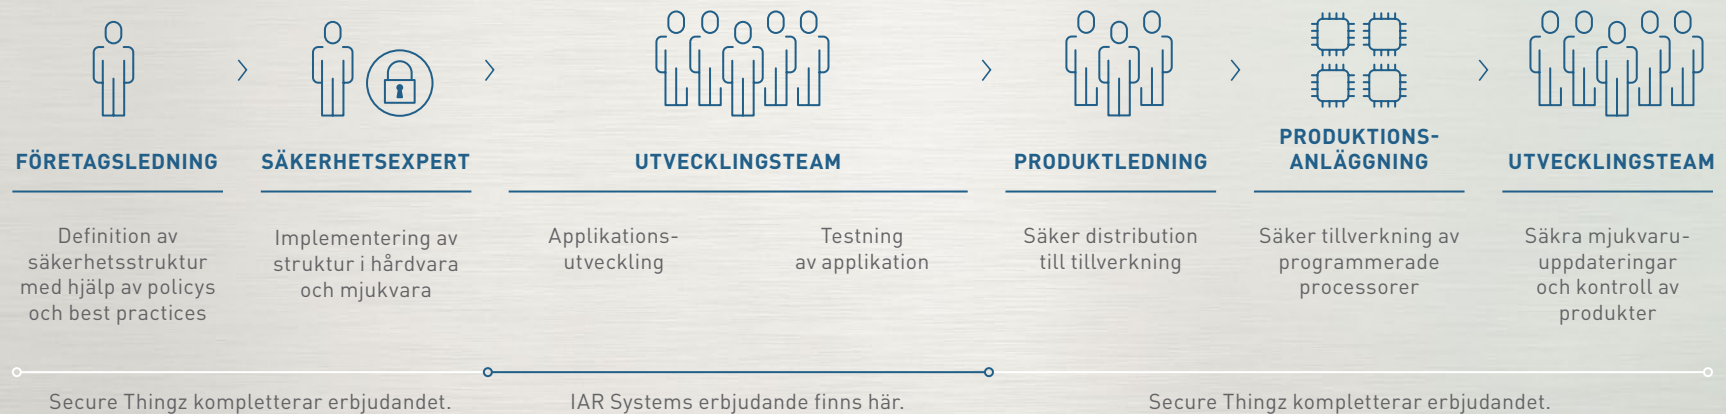 FÖRETAGSLEDNING
Definition av
säkerhetsstruktur
med hjälp av policys
och best practices
SÄKERHETSEXPERT
Implementering av
struktur i hårdvara
och mjukvara
UTVECKLINGSTEAM
Applikations-
utveckling
Testning
av applikation
PRODUKTLEDNING
Säker distribution
till tillverkning
PRODUKTIONS-
ANLÄGGNING
Säker tillverkning av
programmerade
processorer
UTVECKLINGSTEAM
Säkra mjukvaru-
uppdateringar
och kontroll av
produkter
Secure Thingz kompletterar erbjudandet.
IAR Systems erbjudande finns här.
Secure Thingz kompletterar erbjudandet.